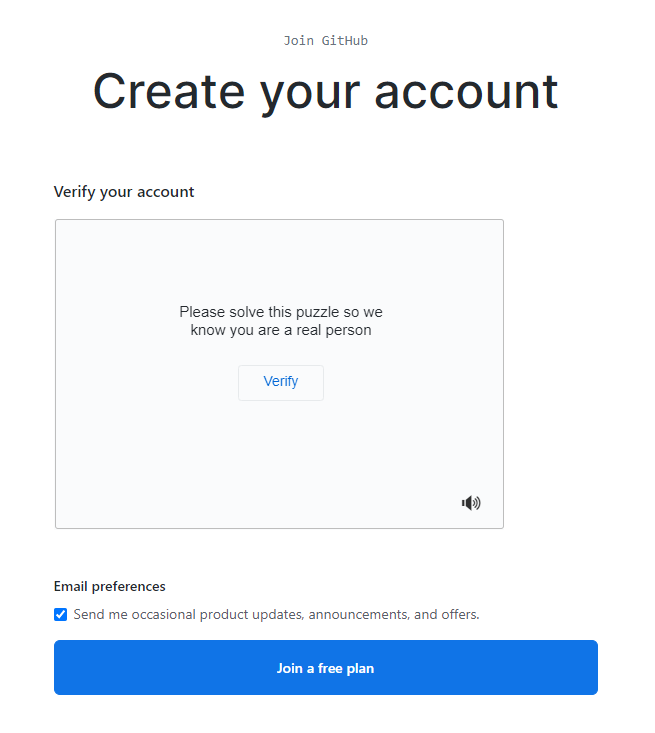 Join GitHub
Create your account
Verify your account
Please solve this puzzle so we
know you are a real person
Verify
Email preferences
Send me occasional product updates, announcements, and offers.
Join a free plan